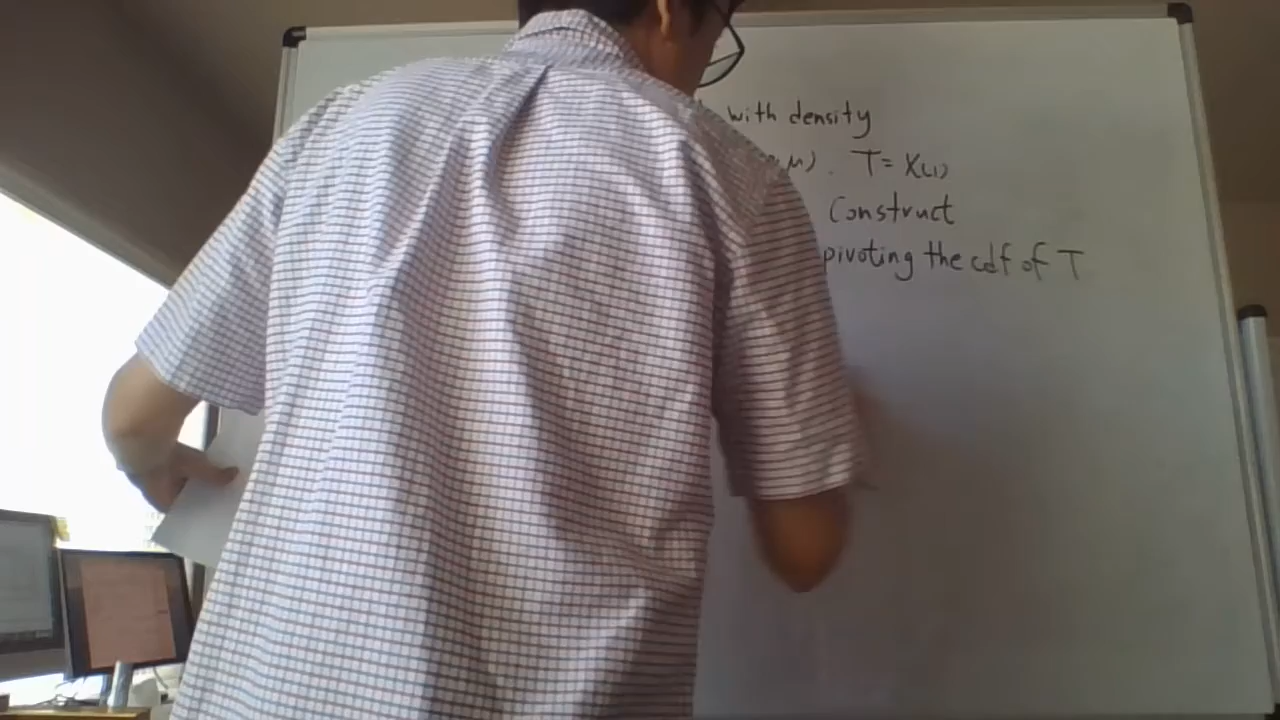 with density
μ). T= X(1)
Construct
pivoting the cdf of T